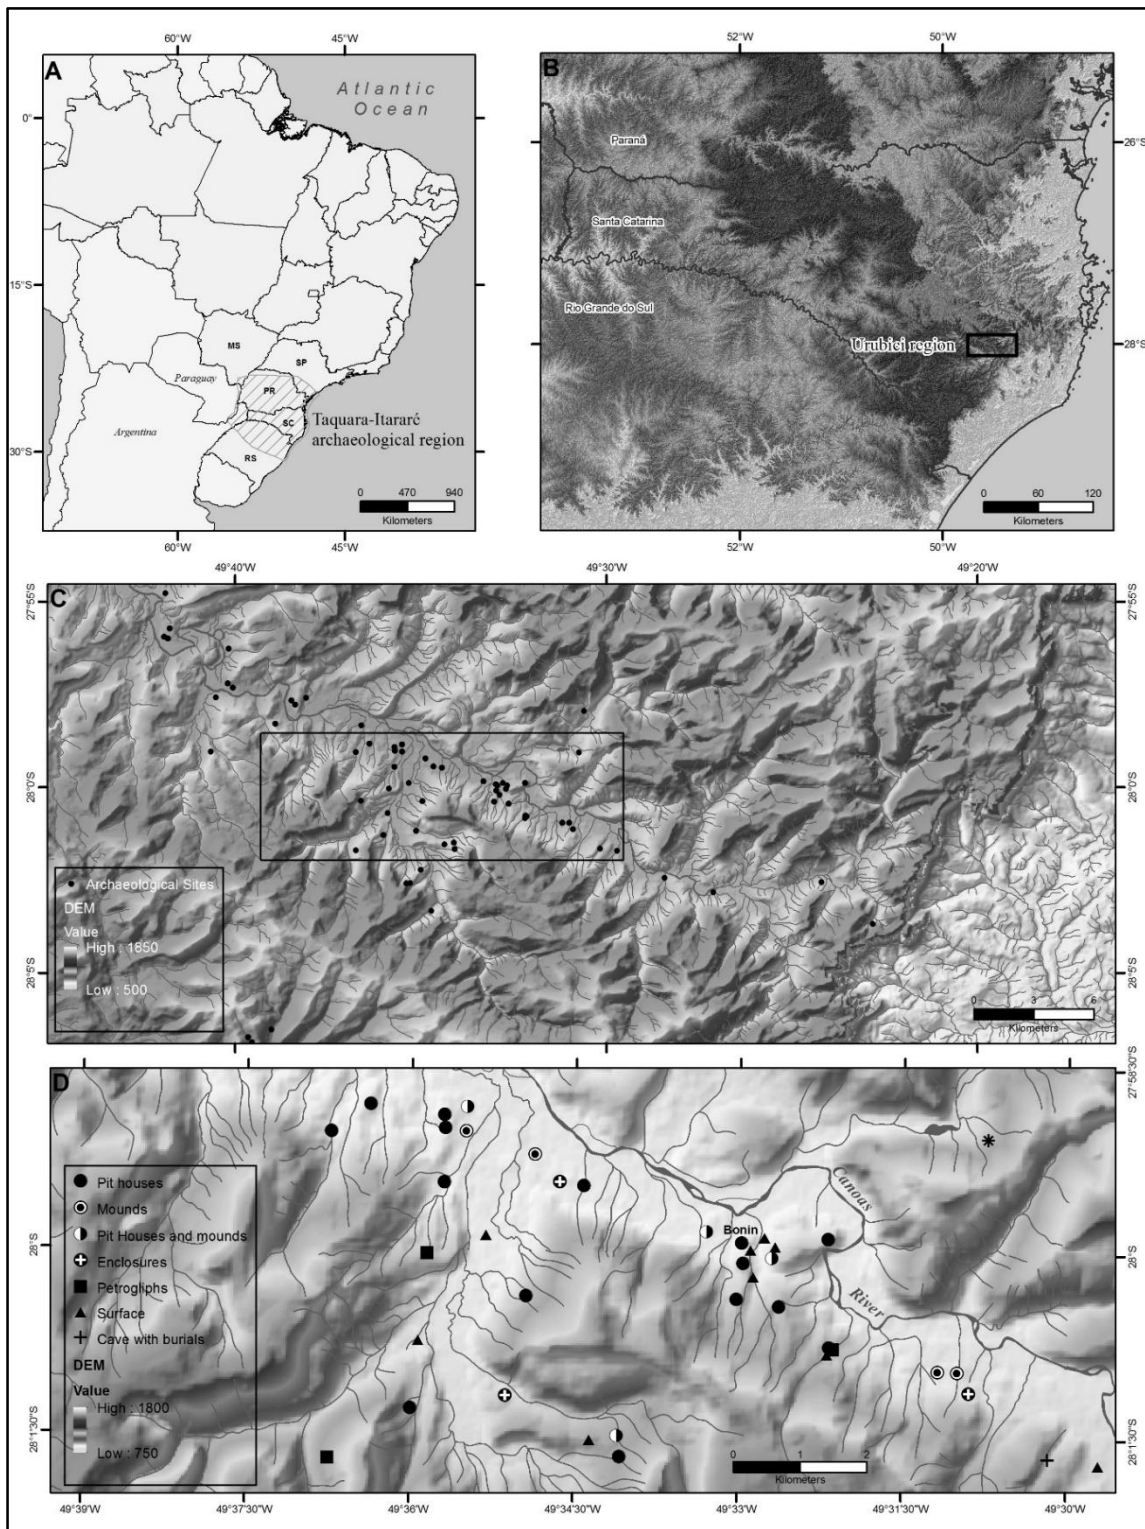 60°W 45°W
A
Atlantic
Ocean
0°
15°S
30°S
MS
SP
Paraguay
PR
Argentina
SC
RS
Taquara-Itararé
archaeological region
0 470 940
Kilometers
60°W 45°W
52°W 50°W
B
Paraná
Santa Catarina
Rio Grande do Sul
Urubici region
26°S
28°S
0 60 120
Kilometers
52°W 50°W
49°40'W 49°30'W 49°20'W
C
27°55'S 27°55'S
28°0'S 28°0'S
28°5'S 28°5'S
Archaeological Sites
DEM
Value
High : 1850
Low : 500
0 3 6
Kilometers
D
27°58'30"S
28°S 28°S
28°1'30"S 28°1'30"S
Pit houses
Mounds
Pit Houses and mounds
Enclosures
Petrogliphs
Surface
Cave with burials
DEM
Value
High : 1800
Low : 750
Bonin
Canoas
River
0 1 2
Kilometers
49°39'W 49°37'30"W 49°36'W 49°34'30"W 49°33'W 49°31'30"W 49°30'W